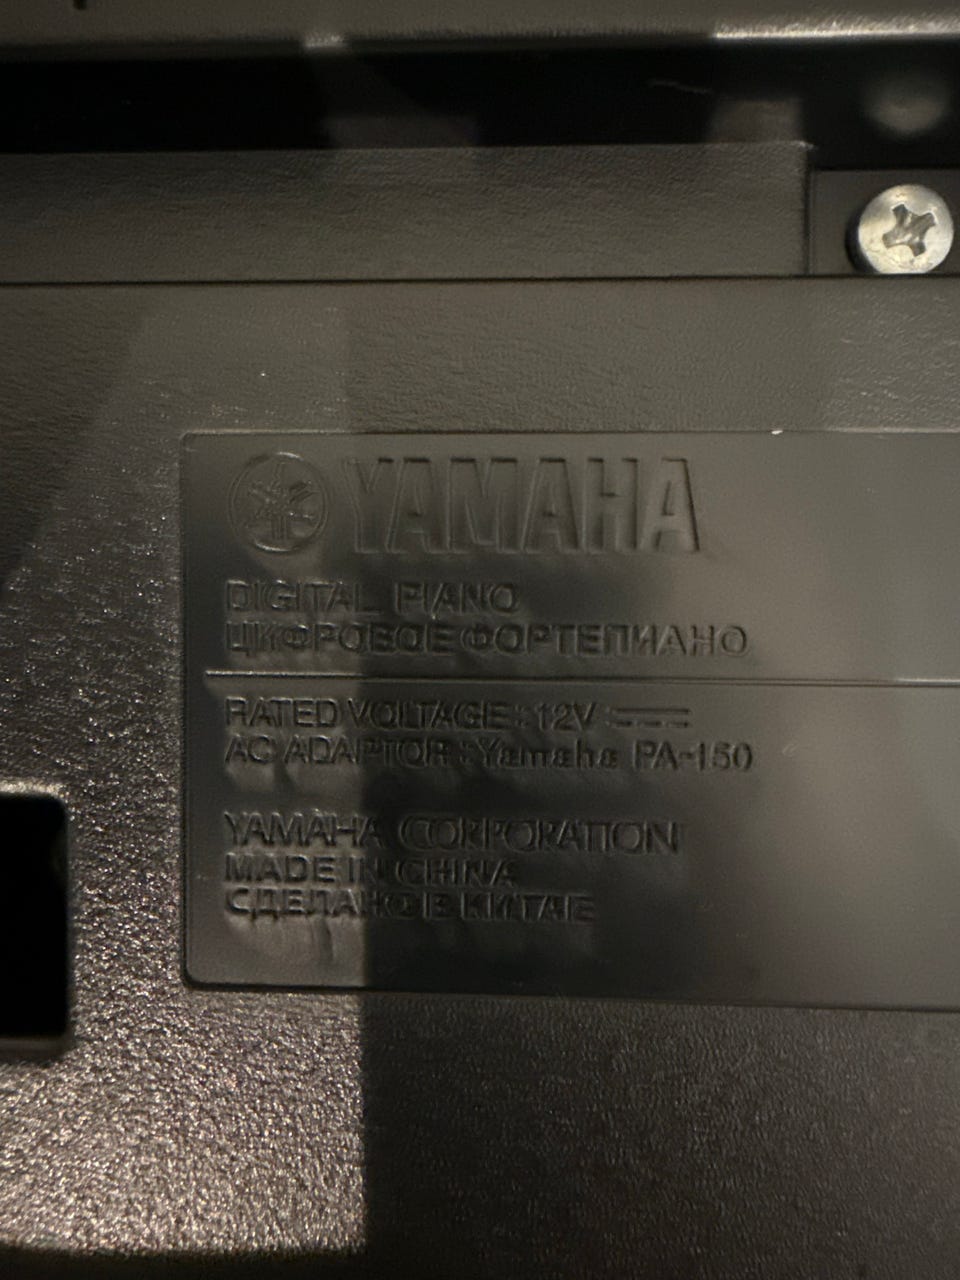 YAMAHA
DIGITAL PIANO
ЦИФРОВОЕ ФОРТЕПИАНО
RATED VOLTAGE : 12V
AC ADAPTOR : Yamaha PA-150
YAMAHA CORPORATION
MADE IN CHINA
СДЕЛАНО В КИТАЕ